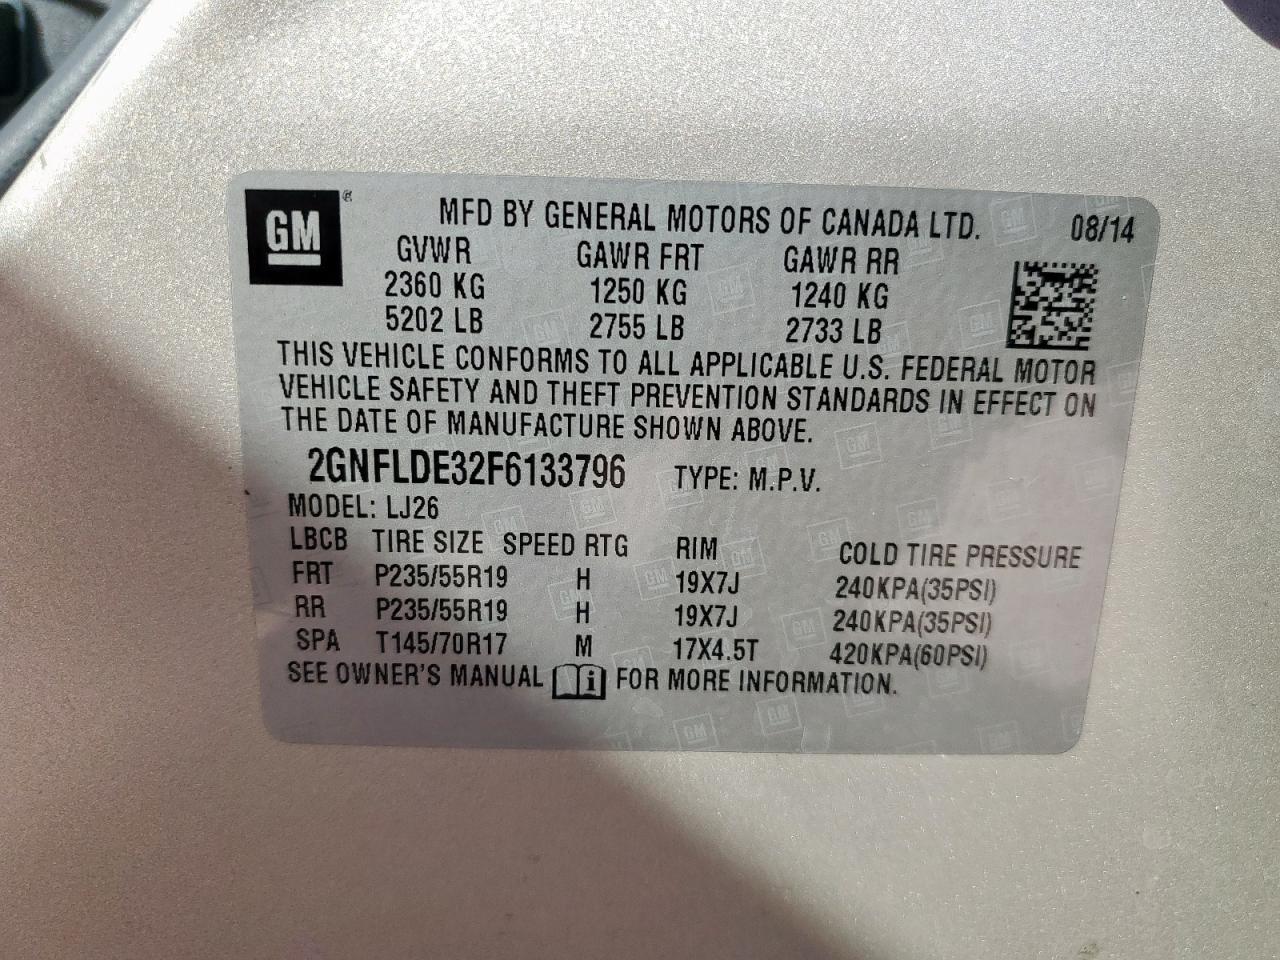 GM ®
MFD BY GENERAL MOTORS OF CANADA LTD. 08/14
GVWR GAWR FRT GAWR RR
2360 KG 1250 KG 1240 KG
5202 LB 2755 LB 2733 LB
THIS VEHICLE CONFORMS TO ALL APPLICABLE U.S. FEDERAL MOTOR
VEHICLE SAFETY AND THEFT PREVENTION STANDARDS IN EFFECT ON
THE DATE OF MANUFACTURE SHOWN ABOVE.
2GNFLDE32F6133796 TYPE: M.P.V.
MODEL: LJ26
LBCB TIRE SIZE SPEED RTG RIM COLD TIRE PRESSURE
FRT P235/55R19 H 19X7J 240KPA(35PSI)
RR P235/55R19 H 19X7J 240KPA(35PSI)
SPA T145/70R17 M 17X4.5T 420KPA(60PSI)
SEE OWNER'S MANUAL i FOR MORE INFORMATION.